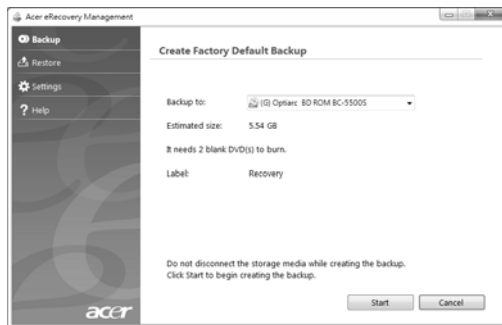 Acer eRecovery Management
Backup
Restore
Settings
Help
Create Factory Default Backup
Backup to: (G) Optiarc BD ROM BC-5500S
Estimated size: 5.54 GB
It needs 2 blank DVD(s) to burn.
Label: Recovery
Do not disconnect the storage media while creating the backup.
Click Start to begin creating the backup.
Start Cancel
acer